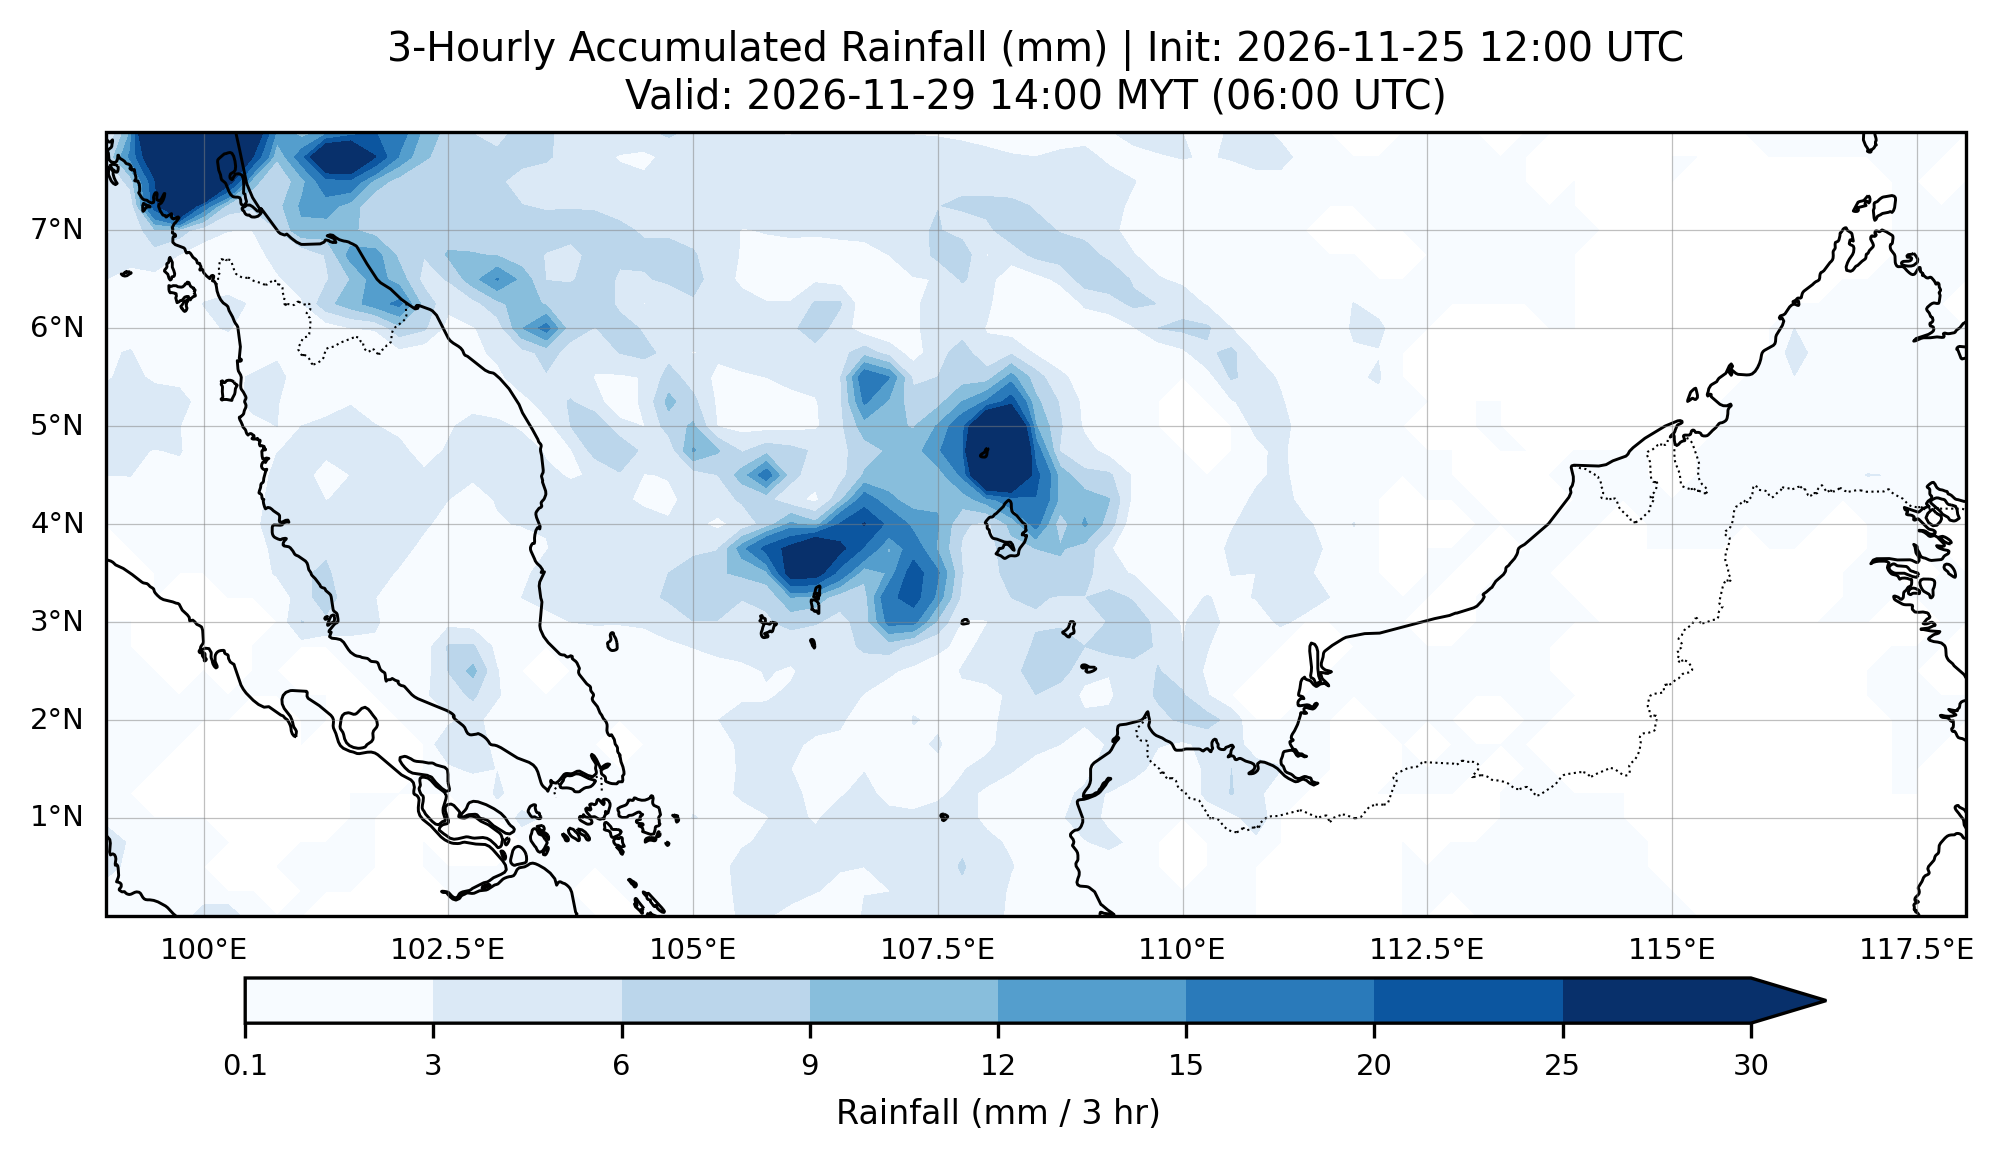 3-Hourly Accumulated Rainfall (mm) | Init: 2026-11-25 12:00 UTC
Valid: 2026-11-29 14:00 MYT (06:00 UTC)
7°N
6°N
5°N
4°N
3°N
2°N
1°N
100°E 102.5°E 105°E 107.5°E 110°E 112.5°E 115°E 117.5°E
0.1 3 6 9 12 15 20 25 30
Rainfall (mm / 3 hr)